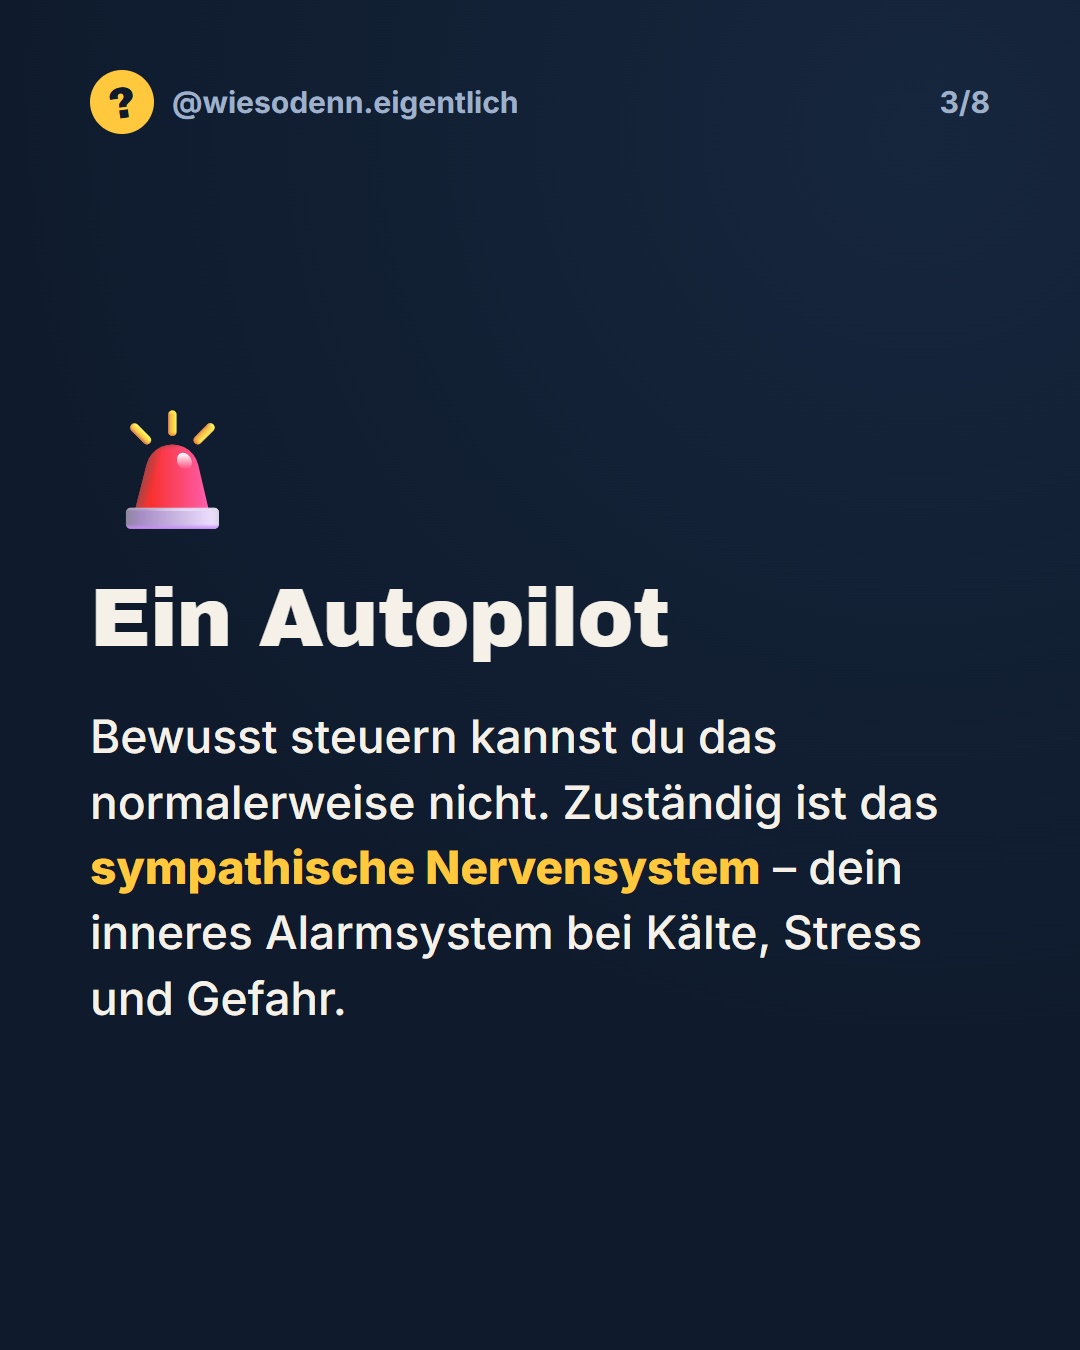 ?
@wiesodenn.eigentlich
3/8
Ein Autopilot
Bewusst steuern kannst du das
normalerweise nicht. Zuständig ist das
sympathische Nervensystem – dein
inneres Alarmsystem bei Kälte, Stress
und Gefahr.